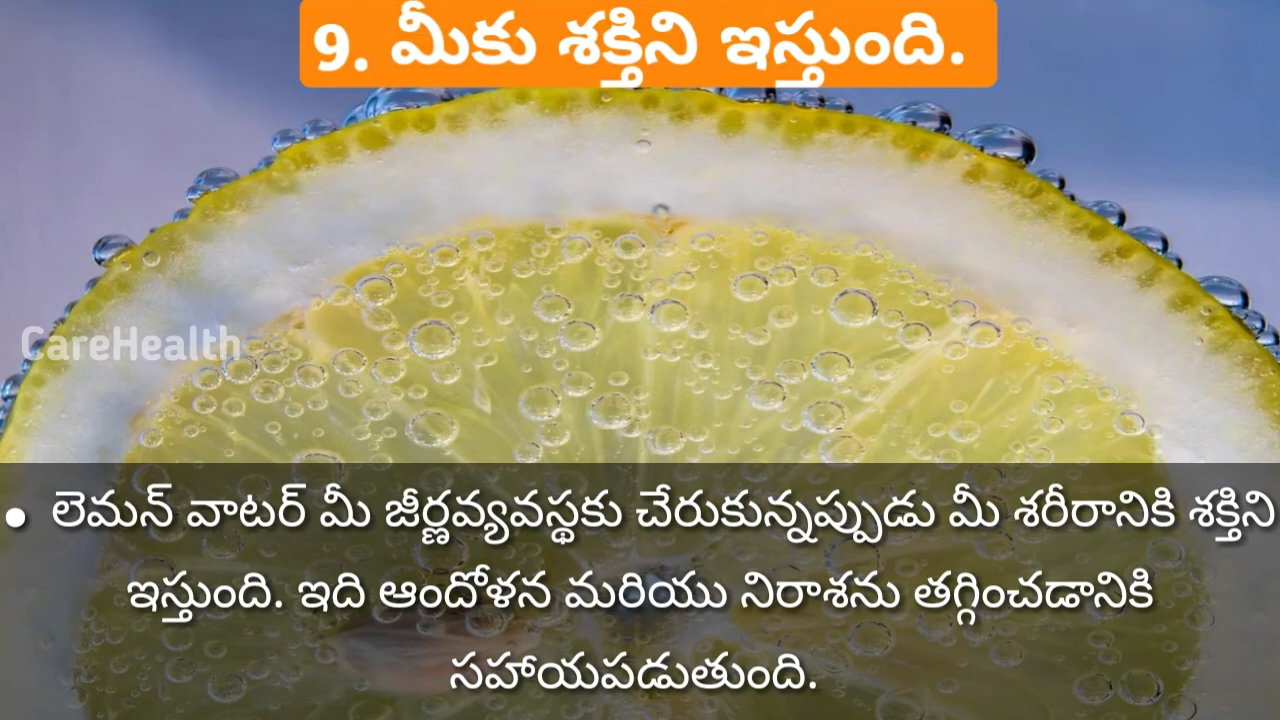 9. మీకు శక్తిని ఇస్తుంది.
CareHealth
• లెమన్ వాటర్ మీ జీర్ణవ్యవస్థకు చేరుకున్నప్పుడు మీ శరీరానికి శక్తిని
ఇస్తుంది. ఇది ఆందోళన మరియు నిరాశను తగ్గించడానికి
సహాయపడుతుంది.